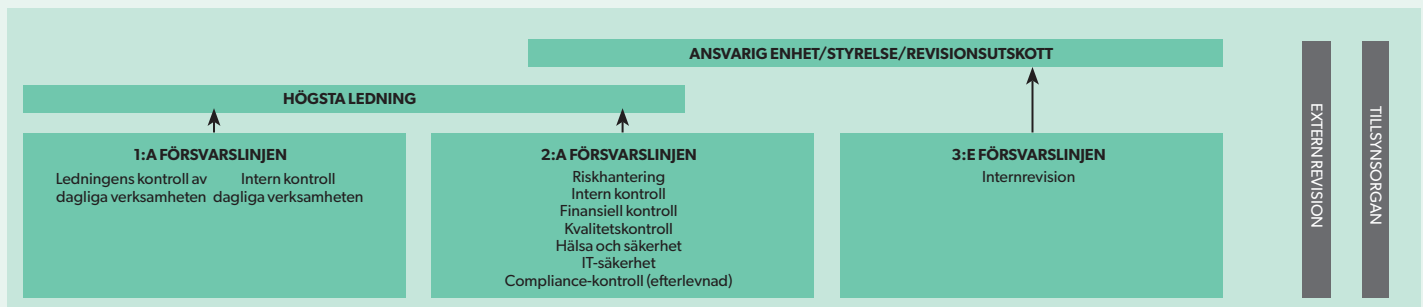 ANSVARIG ENHET/STYRELSE/REVISIONSUTSKOTT
HÖGSTA LEDNING
1:A FÖRSVARSLINJEN
Ledningens kontroll av
dagliga verksamheten
Intern kontroll
dagliga verksamheten
2:A FÖRSVARSLINJEN
Riskhantering
Intern kontroll
Finansiell kontroll
Kvalitetskontroll
Hälsa och säkerhet
IT-säkerhet
Compliance-kontroll (efterlevnad)
3:E FÖRSVARSLINJEN
Internrevision
EXTERN REVISION
TILLSYNSORGAN